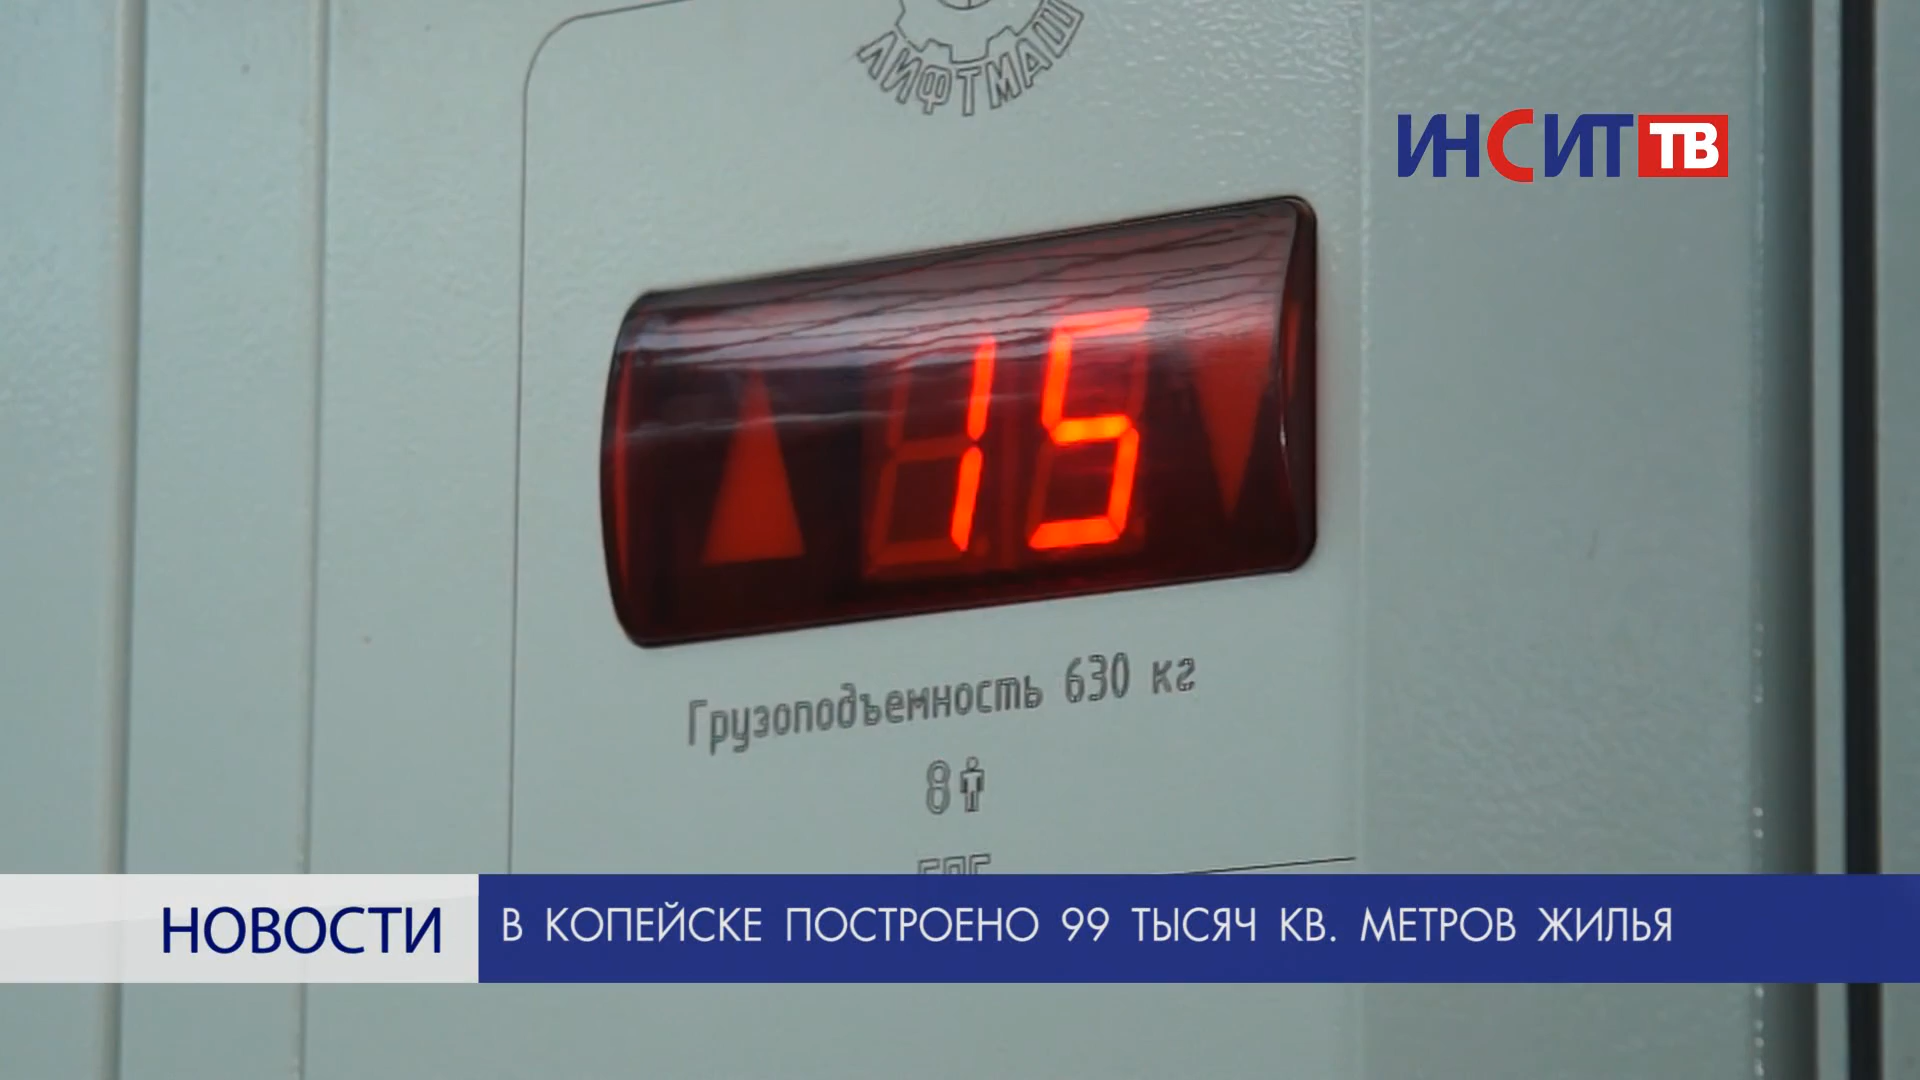 ЛИФТМАШ
ИНСИТ ТВ
15
Грузоподъемность 630 кг
8
НОВОСТИ
В КОПЕЙСКЕ ПОСТРОЕНО 99 ТЫСЯЧ КВ. МЕТРОВ ЖИЛЬЯ